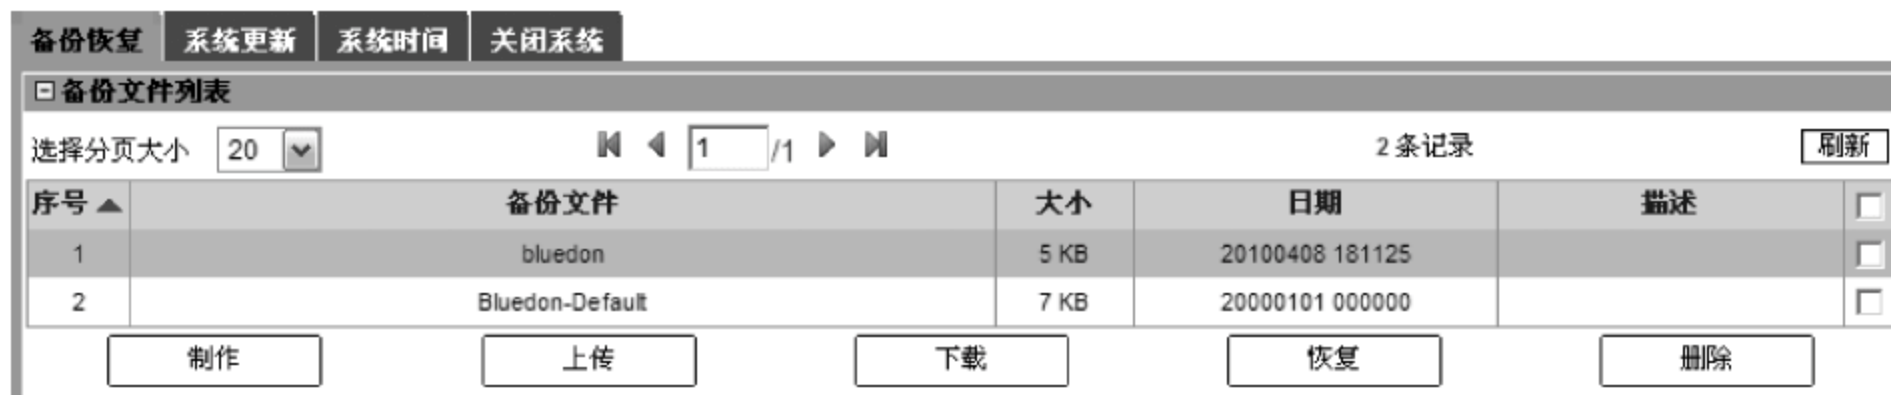 备份恢复 系统更新 系统时间 关闭系统
备份文件列表
选择分页大小 20 1 /1 2 条记录 刷新
序号 备份文件 大小 日期 描述
1 bluedon 5 KB 20100408 181125
2 Bluedon-Default 7 KB 20000101 000000
制作 上传 下载 恢复 删除